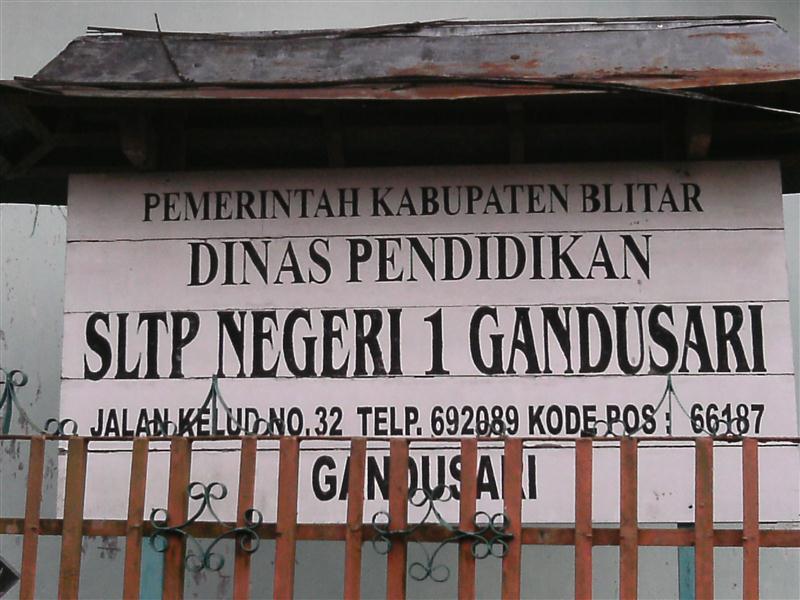 PEMERINTAH KABUPATEN BLITAR
DINAS PENDIDIKAN
SLTP NEGERI 1 GANDUSARI
JALAN KELUD NO. 32 TELP. 692089 KODE POS : 66187
GANDUSARI